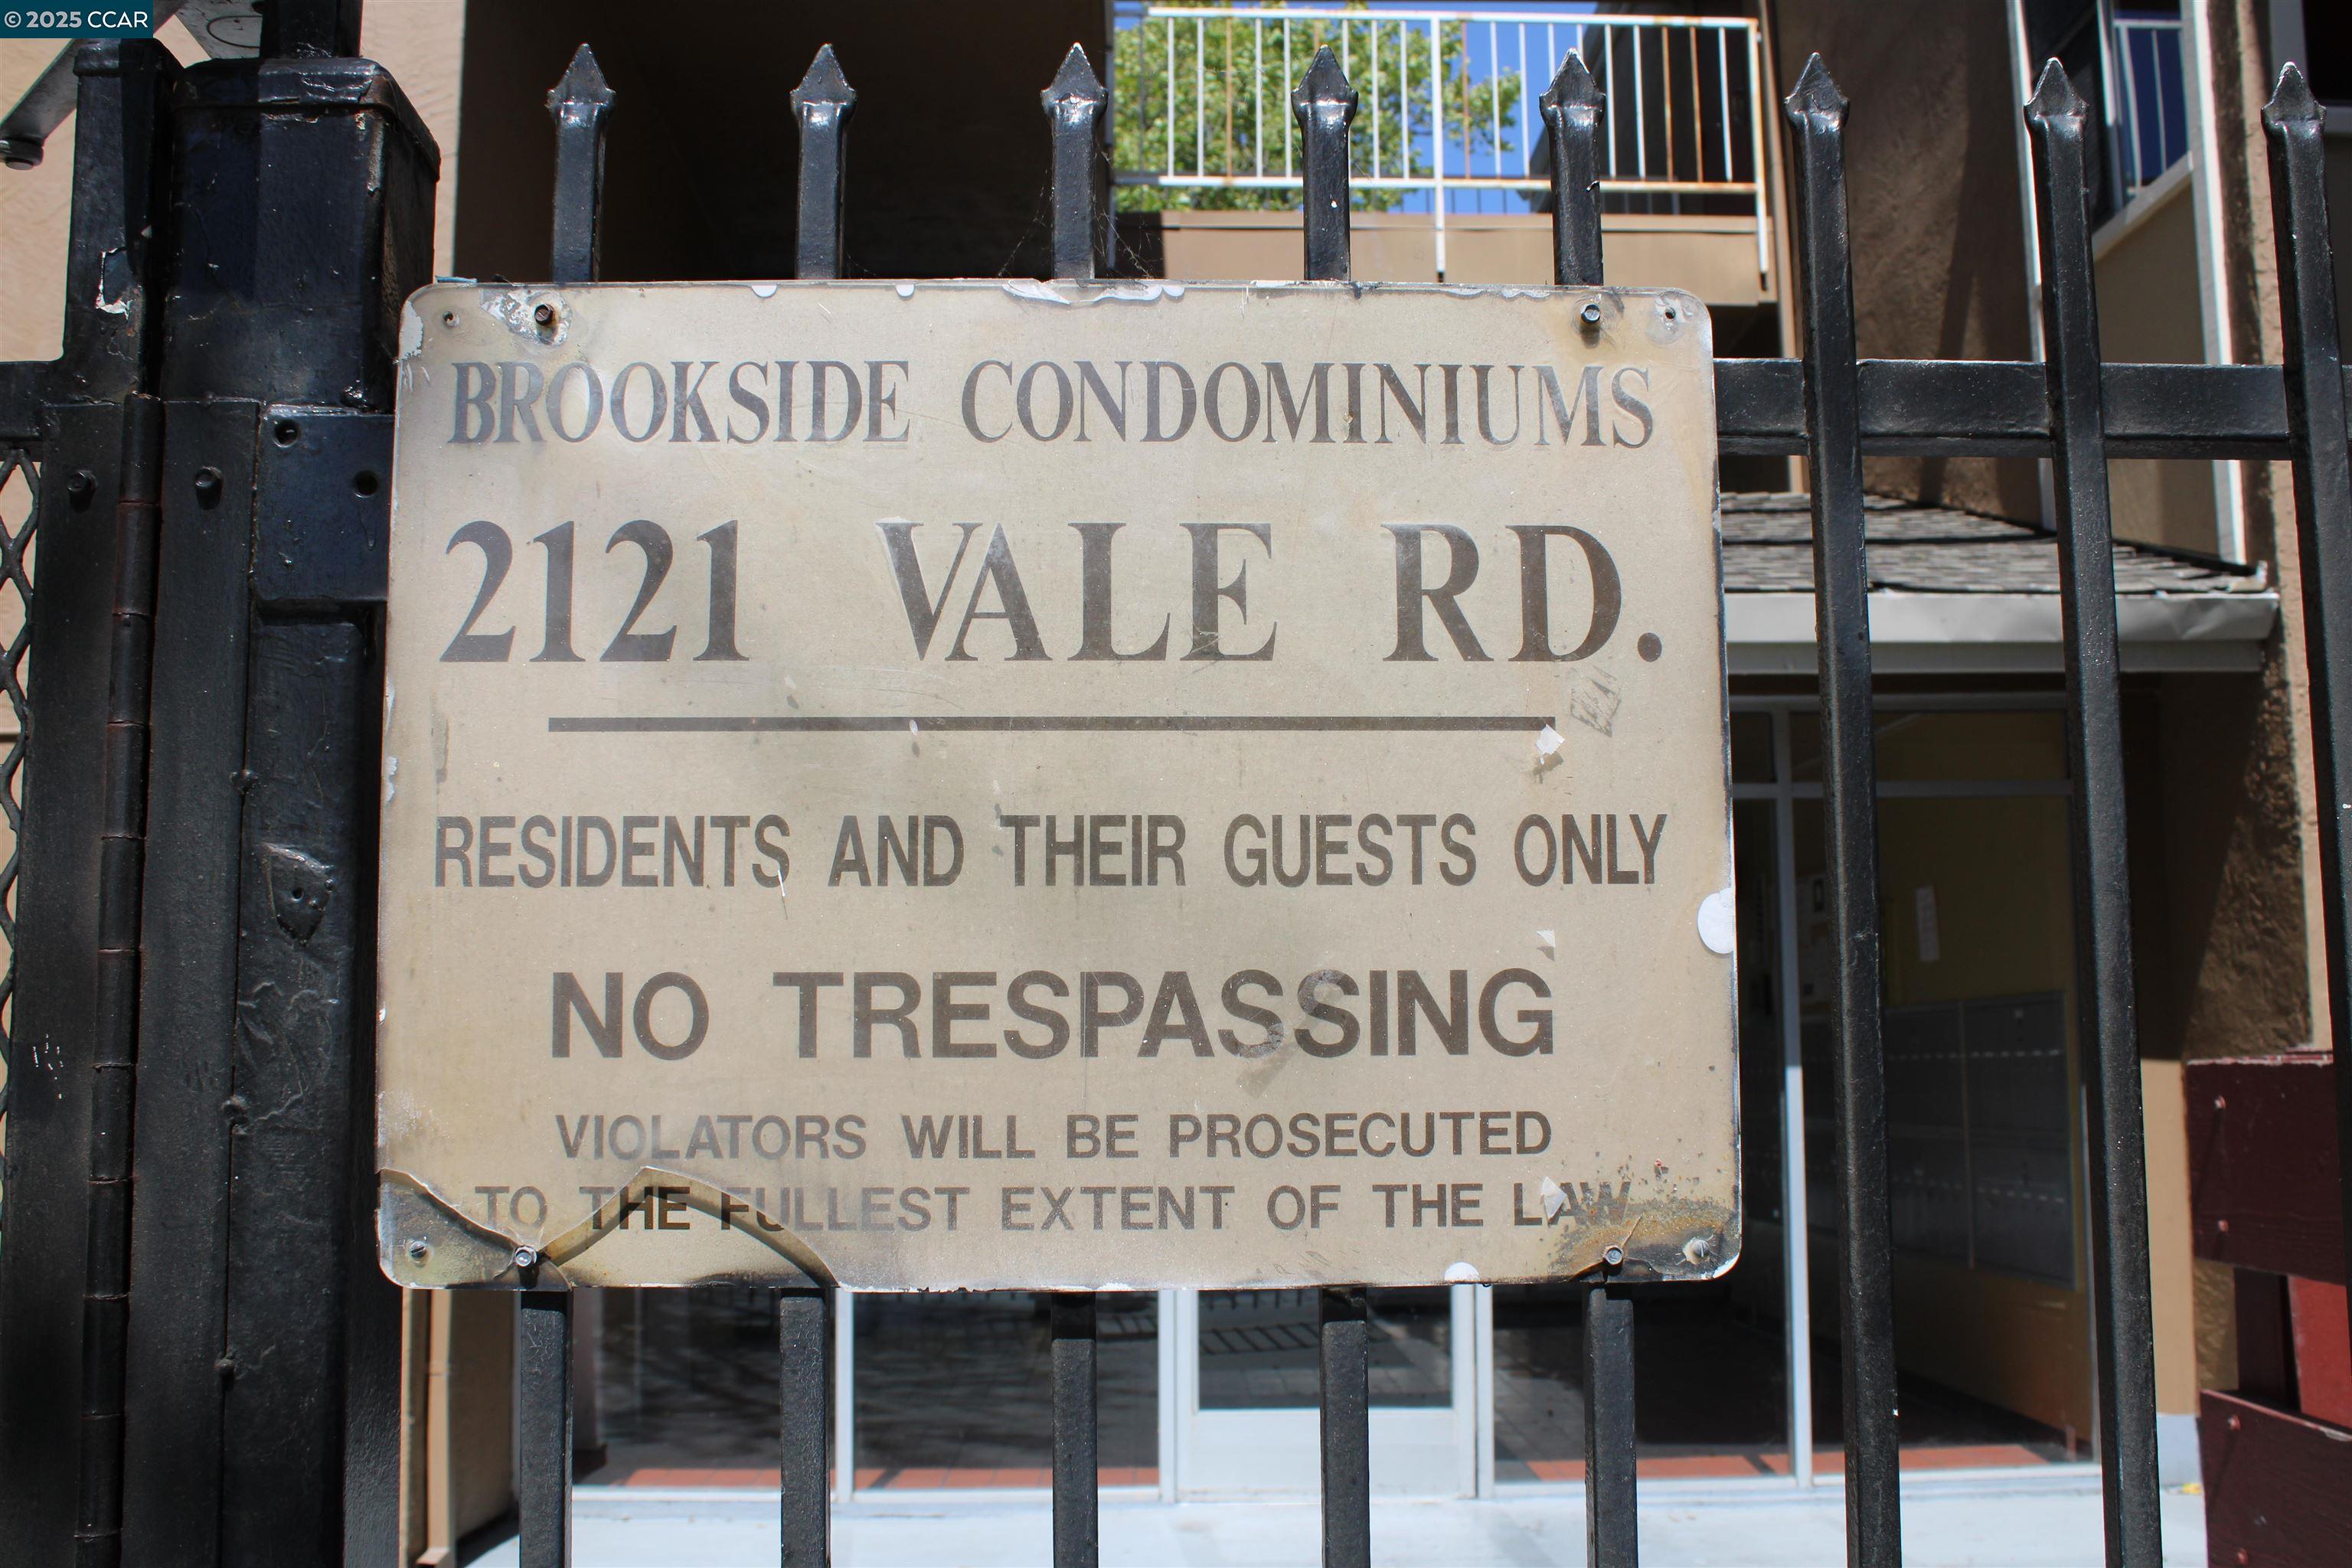 © 2025 CCAR
BROOKSIDE CONDOMINIUMS
2121 VALE RD.
RESIDENTS AND THEIR GUESTS ONLY
NO TRESPASSING
VIOLATORS WILL BE PROSECUTED
TO THE FULLEST EXTENT OF THE LAW